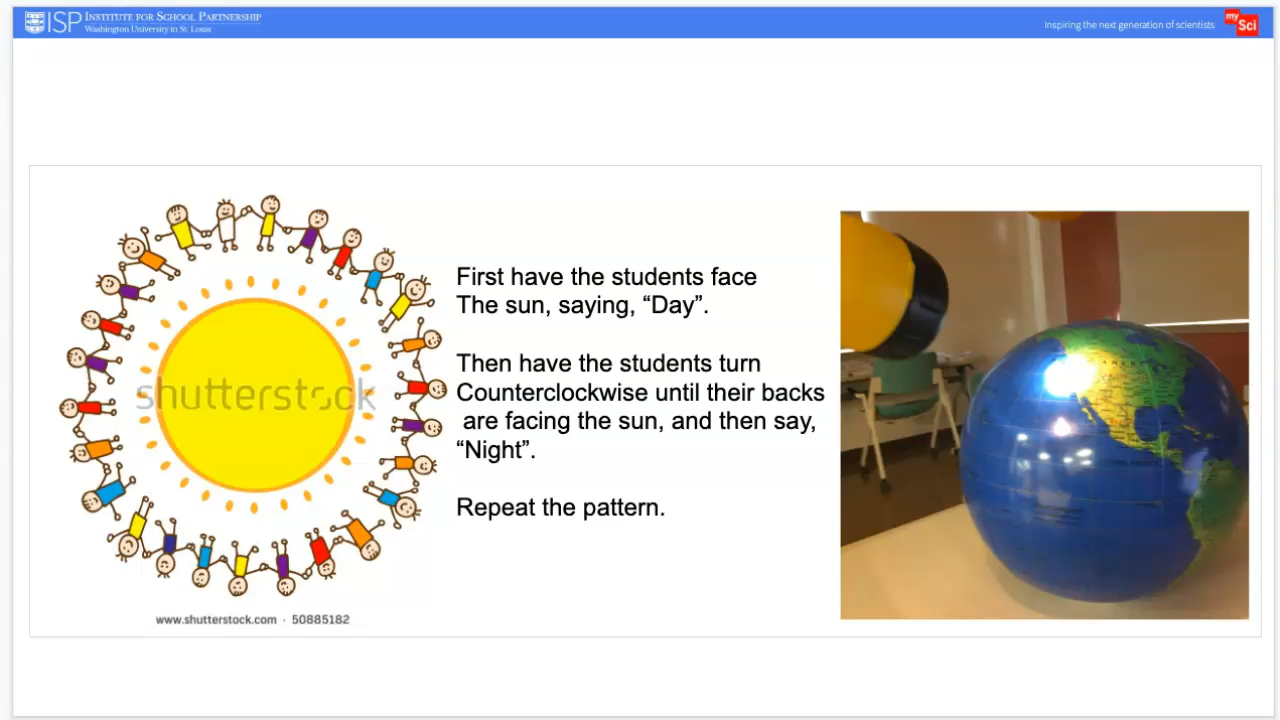 ISP INSTITUTE FOR SCHOOL PARTNERSHIP
Washington University in St. Louis
Inspiring the next generation of scientists
my
Sci
First have the students face
The sun, saying, “Day”.
Then have the students turn
Counterclockwise until their backs
are facing the sun, and then say,
“Night”.
Repeat the pattern.
shutterstock
www.shutterstock.com · 50885182